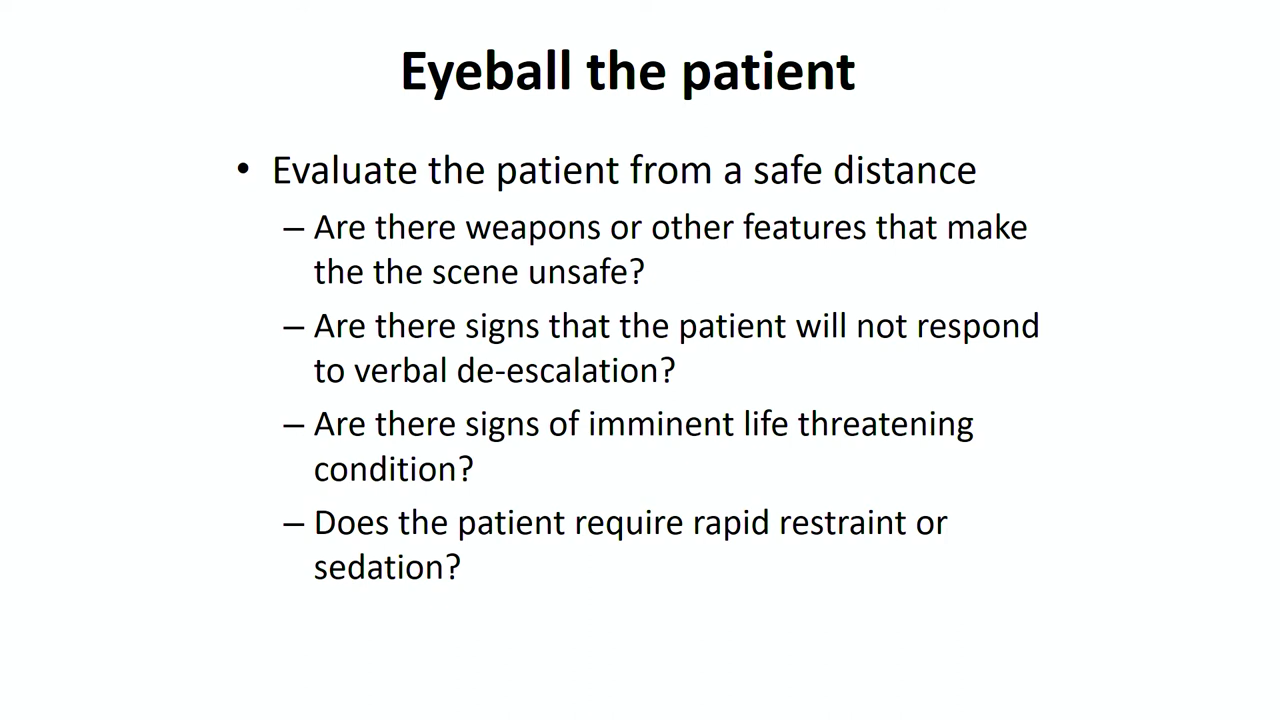 Eyeball the patient
• Evaluate the patient from a safe distance
– Are there weapons or other features that make
the the scene unsafe?
– Are there signs that the patient will not respond
to verbal de-escalation?
– Are there signs of imminent life threatening
condition?
– Does the patient require rapid restraint or
sedation?